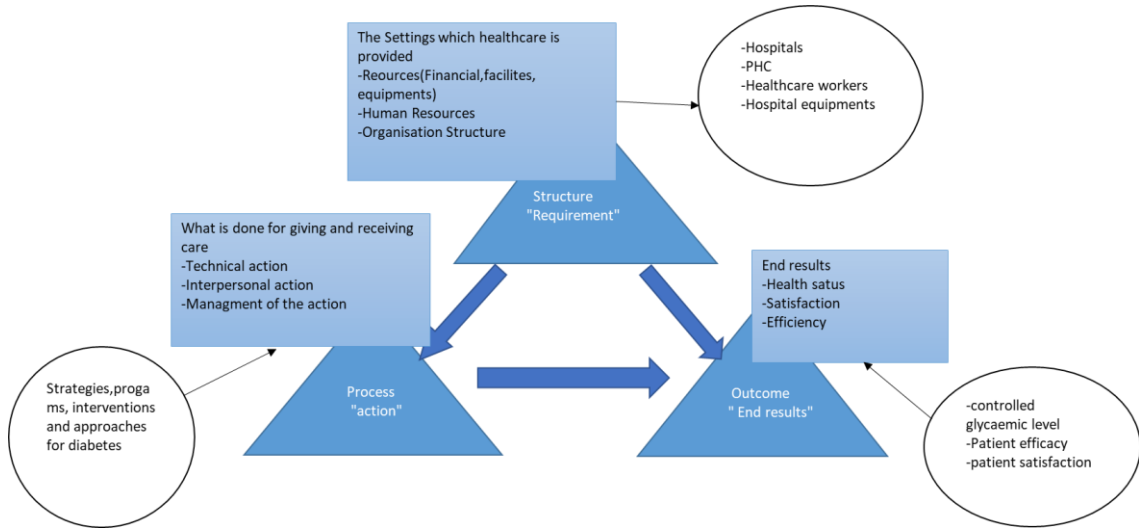 The Settings which healthcare is
provided
-Reources(Financial,facilites,
equipments)
-Human Resources
-Organisation Structure
-Hospitals
-PHC
-Healthcare workers
-Hospital equipments
Structure
"Requirement"
What is done for giving and receiving
care
-Technical action
-Interpersonal action
-Managment of the action
End results
-Health satus
-Satisfaction
-Efficiency
Strategies,proga
ms, interventions
and approaches
for diabetes
Process
"action"
Outcome
" End results"
-controlled
glycaemic level
-Patient efficacy
-patient satisfaction